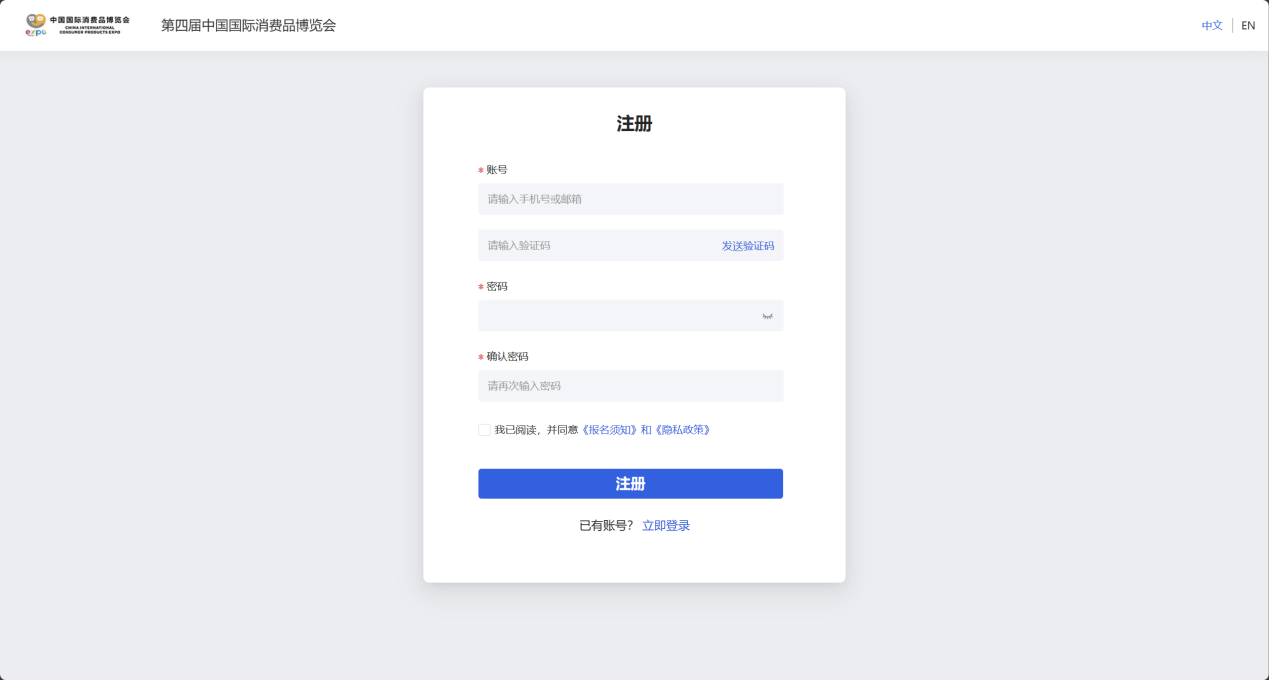 中国国际消费品博览会
CHINA INTERNATIONAL
CONSUMER PRODUCTS EXPO
expo
第四届中国国际消费品博览会
中文 EN
注册
* 账号
请输入手机号或邮箱
请输入验证码 发送验证码
* 密码
* 确认密码
请再次输入密码
我已阅读，并同意《报名须知》和《隐私政策》
注册
已有账号？ 立即登录